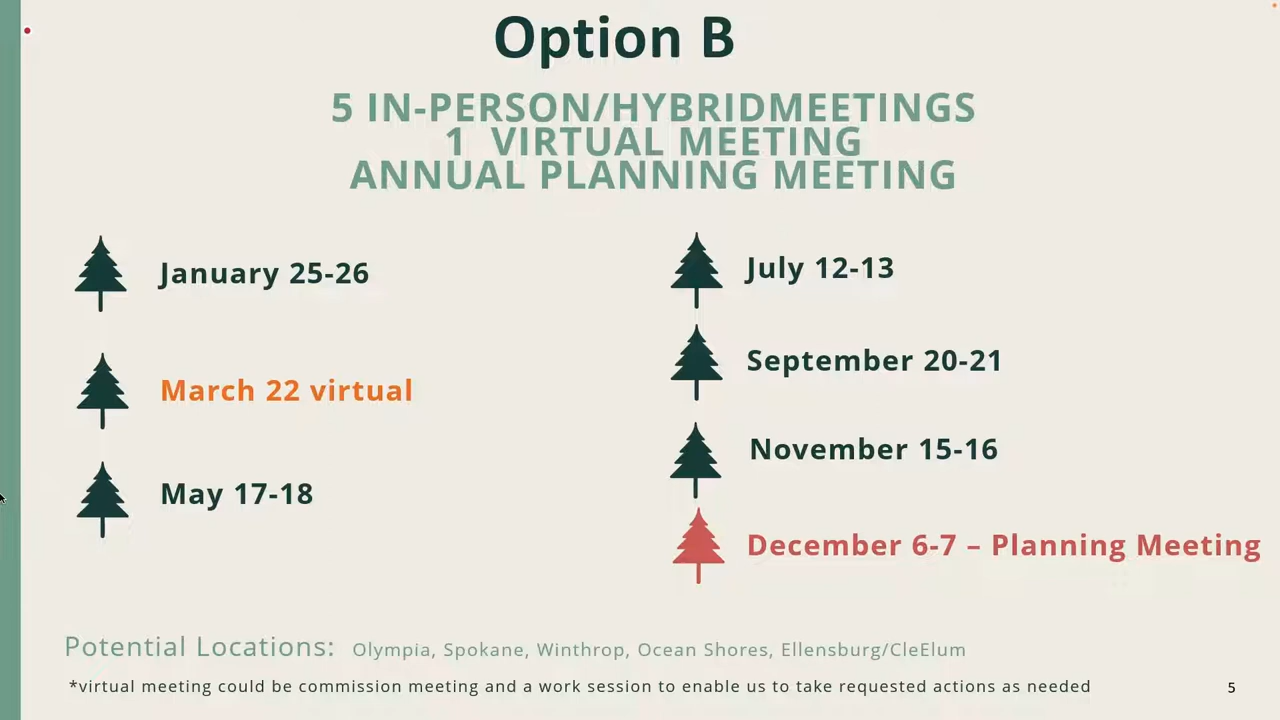 Option B
5 IN-PERSON/HYBRIDMEETINGS
1 VIRTUAL MEETING
ANNUAL PLANNING MEETING
January 25-26
March 22 virtual
May 17-18
July 12-13
September 20-21
November 15-16
December 6-7 – Planning Meeting
Potential Locations: Olympia, Spokane, Winthrop, Ocean Shores, Ellensburg/CleElum
*virtual meeting could be commission meeting and a work session to enable us to take requested actions as needed
5